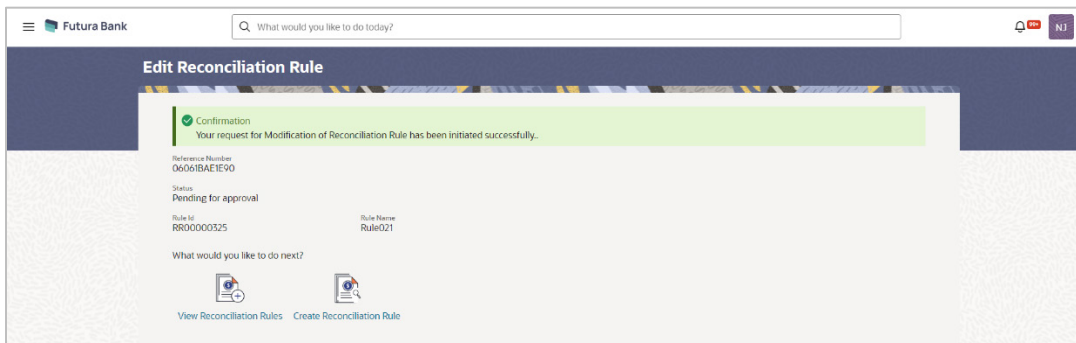 Futura Bank
What would you like to do today?
99+
NJ
Edit Reconciliation Rule
Confirmation
Your request for Modification of Reconciliation Rule has been initiated successfully..
Reference Number
06061BAE1E90
Status
Pending for approval
Rule Id Rule Name
RR00000325 Rule021
What would you like to do next?
View Reconciliation Rules Create Reconciliation Rule